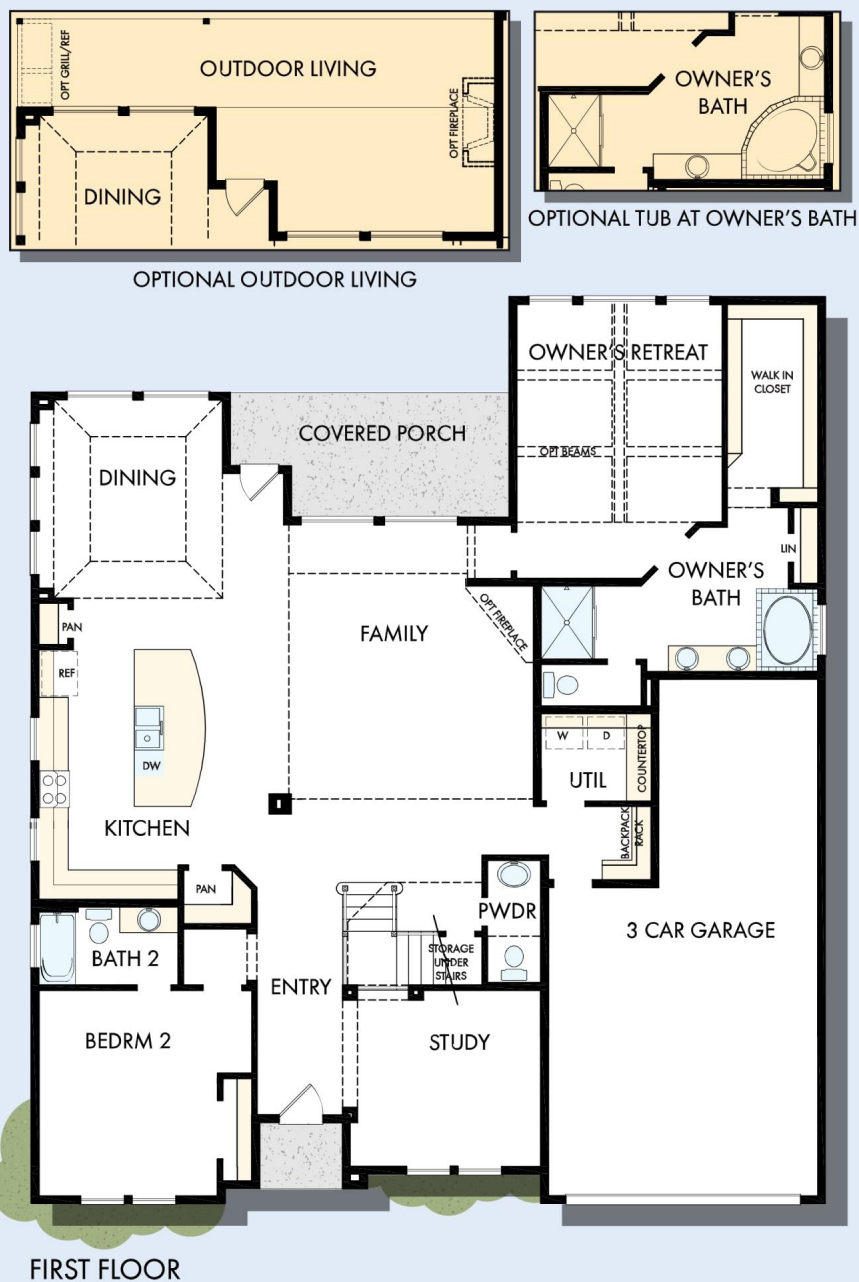 OPT GRILL/REF
OUTDOOR LIVING
OPT FIREPLACE
DINING
OPTIONAL OUTDOOR LIVING
OWNER'S
BATH
OPTIONAL TUB AT OWNER'S BATH
OWNER'S RETREAT
WALK IN
CLOSET
OPT BEAMS
COVERED PORCH
DINING
LIN
OWNER'S
BATH
PAN
REF
FAMILY
OPT FIREPLACE
DW
KITCHEN
W
D
COUNTERTOP
UTIL
BACKPACK
RACK
PAN
PWDR
3 CAR GARAGE
BATH 2
STORAGE
UNDER
STAIRS
ENTRY
BEDRM 2
STUDY
FIRST FLOOR